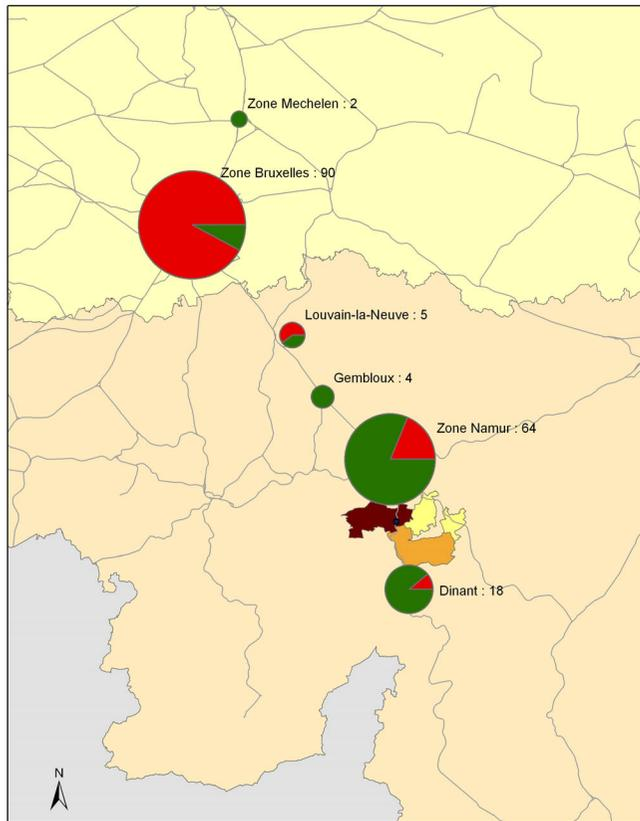 Zone Mechelen : 2
Zone Bruxelles : 90
Louvain-la-Neuve : 5
Gembloux : 4
Zone Namur : 64
Dinant : 18
N